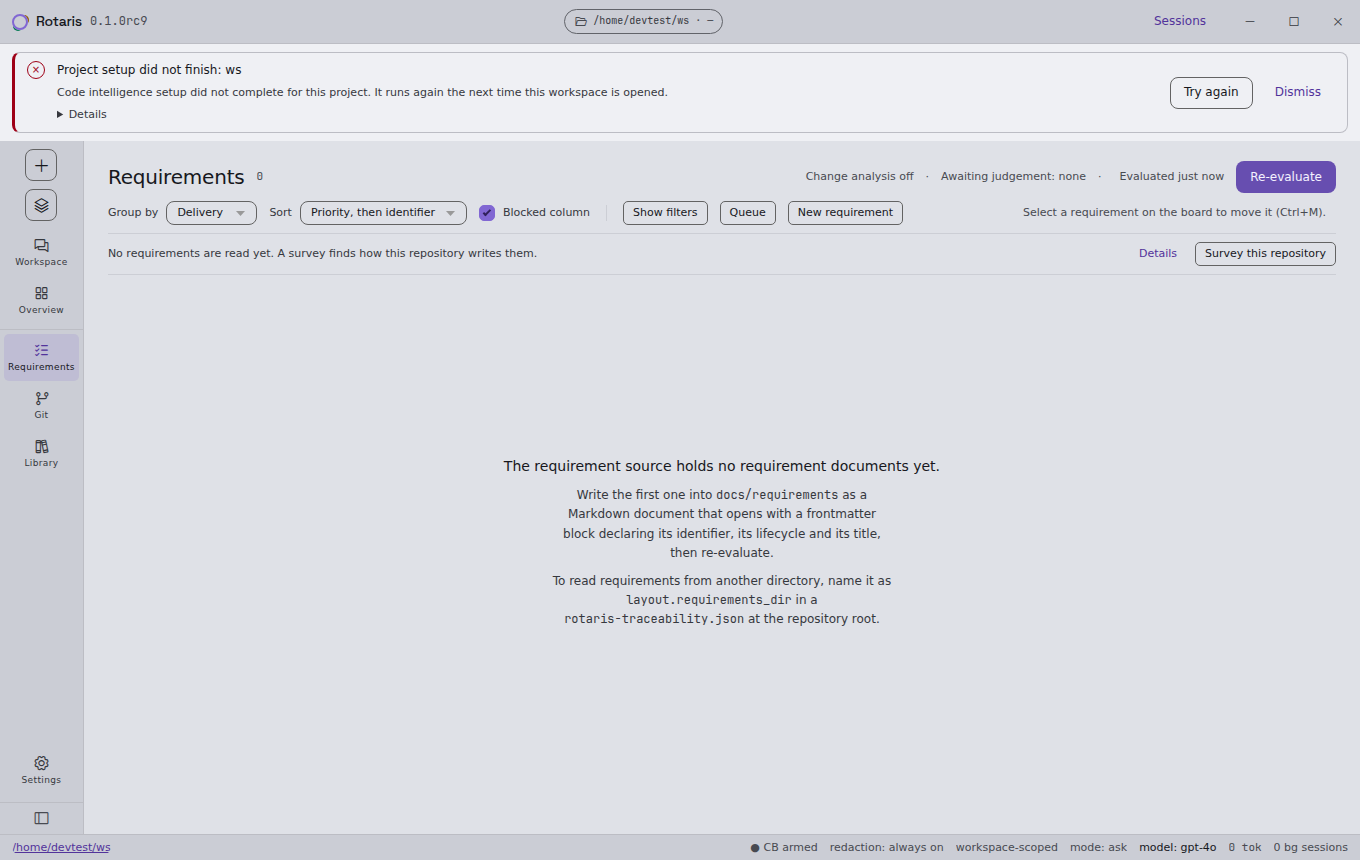 Rotaris 0.1.0rc9
/home/devtest/ws · —
Sessions
Project setup did not finish: ws
Code intelligence setup did not complete for this project. It runs again the next time this workspace is opened.
Details
Try again
Dismiss
Requirements 0
Change analysis off · Awaiting judgement: none · Evaluated just now
Re-evaluate
Group by Delivery Sort Priority, then identifier Blocked column Show filters Queue New requirement Select a requirement on the board to move it (Ctrl+M).
No requirements are read yet. A survey finds how this repository writes them. Details Survey this repository
Workspace
Overview
Requirements
Git
Library
The requirement source holds no requirement documents yet.
Write the first one into docs/requirements as a
Markdown document that opens with a frontmatter
block declaring its identifier, its lifecycle and its title,
then re-evaluate.
To read requirements from another directory, name it as
layout.requirements_dir in a
rotaris-traceability.json at the repository root.
Settings
/home/devtest/ws
CB armed redaction: always on workspace-scoped mode: ask model: gpt-4o 0 tok 0 bg sessions